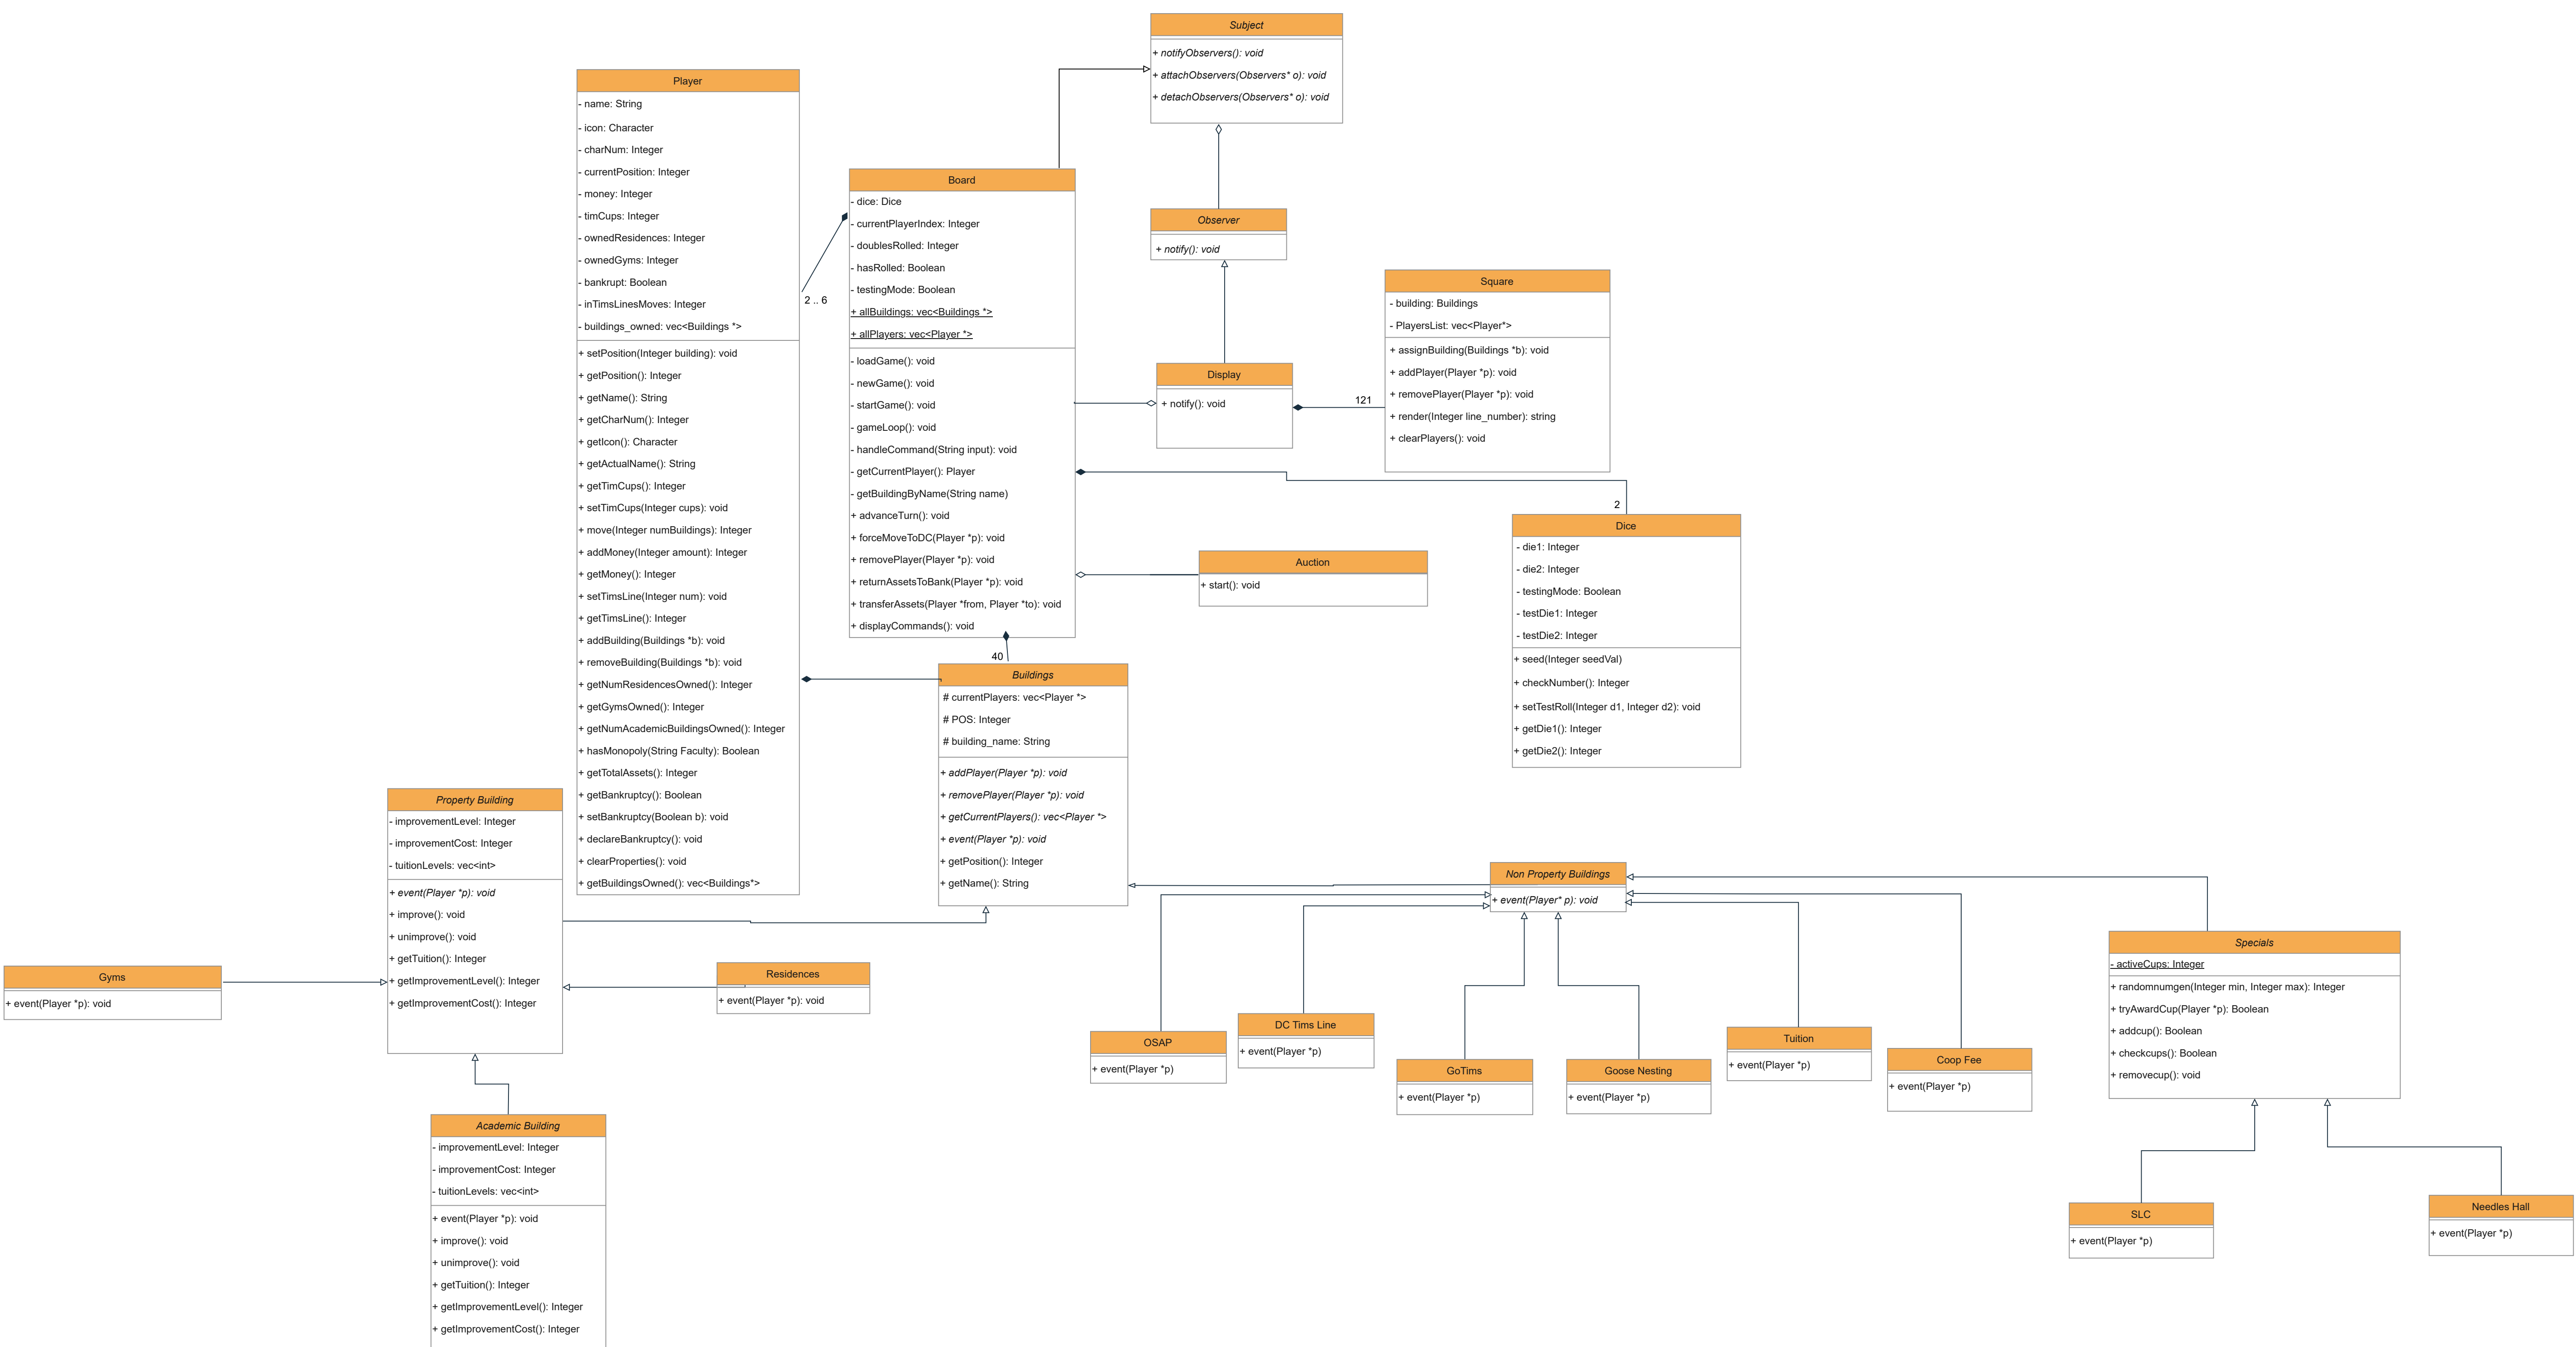 Subject
+ notifyObservers(): void
+ attachObservers(Observers* o): void
+ detachObservers(Observers* o): void
Player
- name: String
- icon: Character
- charNum: Integer
- currentPosition: Integer
- money: Integer
- timCups: Integer
- ownedResidences: Integer
- ownedGyms: Integer
- bankrupt: Boolean
- inTimsLinesMoves: Integer
- buildings_owned: vec<Buildings *>
+ setPosition(Integer building): void
+ getPosition(): Integer
+ getName(): String
+ getCharNum(): Integer
+ getIcon(): Character
+ getActualName(): String
+ getTimCups(): Integer
+ setTimCups(Integer cups): void
+ move(Integer numBuildings): Integer
+ addMoney(Integer amount): Integer
+ getMoney(): Integer
+ setTimsLine(Integer num): void
+ getTimsLine(): Integer
+ addBuilding(Buildings *b): void
+ removeBuilding(Buildings *b): void
+ getNumResidencesOwned(): Integer
+ getGymsOwned(): Integer
+ getNumAcademicBuildingsOwned(): Integer
+ hasMonopoly(String Faculty): Boolean
+ getTotalAssets(): Integer
+ getBankruptcy(): Boolean
+ setBankruptcy(Boolean b): void
+ declareBankruptcy(): void
+ clearProperties(): void
+ getBuildingsOwned(): vec<Buildings*>
2 .. 6
Board
- dice: Dice
- currentPlayerIndex: Integer
- doublesRolled: Integer
- hasRolled: Boolean
- testingMode: Boolean
+ allBuildings: vec<Buildings *>
+ allPlayers: vec<Player *>
- loadGame(): void
- newGame(): void
- startGame(): void
- gameLoop(): void
- handleCommand(String input): void
- getCurrentPlayer(): Player
- getBuildingByName(String name)
+ advanceTurn(): void
+ forceMoveToDC(Player *p): void
+ removePlayer(Player *p): void
+ returnAssetsToBank(Player *p): void
+ transferAssets(Player *from, Player *to): void
+ displayCommands(): void
Observer
+ notify(): void
Display
+ notify(): void
121
Square
- building: Buildings
- PlayersList: vec<Player*>
+ assignBuilding(Buildings *b): void
+ addPlayer(Player *p): void
+ removePlayer(Player *p): void
+ render(Integer line_number): string
+ clearPlayers(): void
2
Dice
- die1: Integer
- die2: Integer
- testingMode: Boolean
- testDie1: Integer
- testDie2: Integer
+ seed(Integer seedVal)
+ checkNumber(): Integer
+ setTestRoll(Integer d1, Integer d2): void
+ getDie1(): Integer
+ getDie2(): Integer
Auction
+ start(): void
40
Buildings
# currentPlayers: vec<Player *>
# POS: Integer
# building_name: String
+ addPlayer(Player *p): void
+ removePlayer(Player *p): void
+ getCurrentPlayers(): vec<Player *>
+ event(Player *p): void
+ getPosition(): Integer
+ getName(): String
Property Building
- improvementLevel: Integer
- improvementCost: Integer
- tuitionLevels: vec<int>
+ event(Player *p): void
+ improve(): void
+ unimprove(): void
+ getTuition(): Integer
+ getImprovementLevel(): Integer
+ getImprovementCost(): Integer
Gyms
+ event(Player *p): void
Residences
+ event(Player *p): void
Academic Building
- improvementLevel: Integer
- improvementCost: Integer
- tuitionLevels: vec<int>
+ event(Player *p): void
+ improve(): void
+ unimprove(): void
+ getTuition(): Integer
+ getImprovementLevel(): Integer
+ getImprovementCost(): Integer
Non Property Buildings
+ event(Player* p): void
OSAP
+ event(Player *p)
DC Tims Line
+ event(Player *p)
GoTims
+ event(Player *p)
Goose Nesting
+ event(Player *p)
Tuition
+ event(Player *p)
Coop Fee
+ event(Player *p)
Specials
- activeCups: Integer
+ randomnumgen(Integer min, Integer max): Integer
+ tryAwardCup(Player *p): Boolean
+ addcup(): Boolean
+ checkcups(): Boolean
+ removecup(): void
SLC
+ event(Player *p)
Needles Hall
+ event(Player *p)